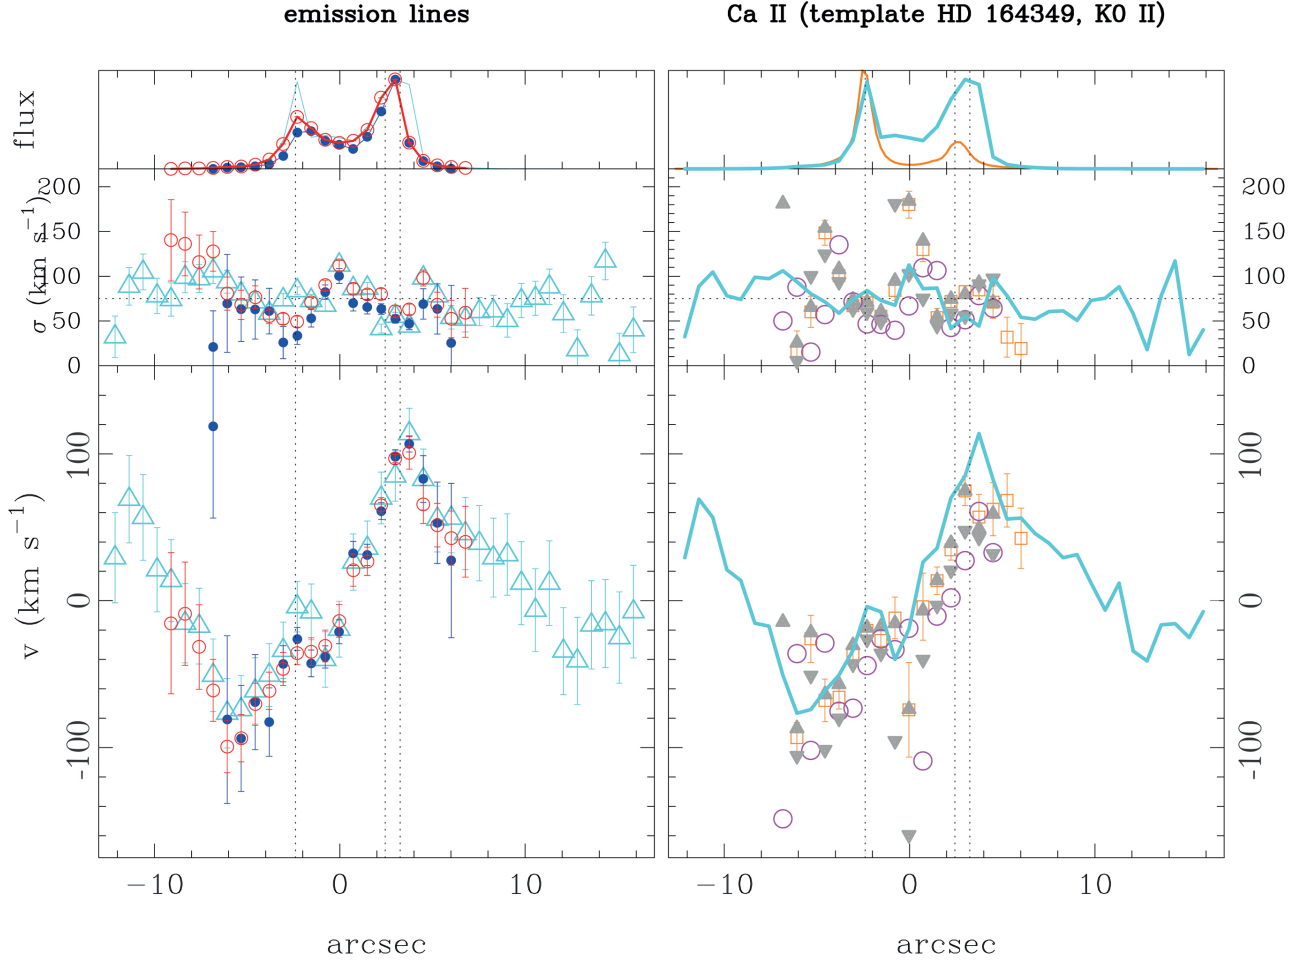 emission lines
Ca II (template HD 164349, K0 II)
flux
σ (km s⁻¹)
200
150
100
50
0
200
150
100
50
0
v (km s⁻¹)
100
0
-100
100
0
-100
−10 0 10
−10 0 10
arcsec
arcsec